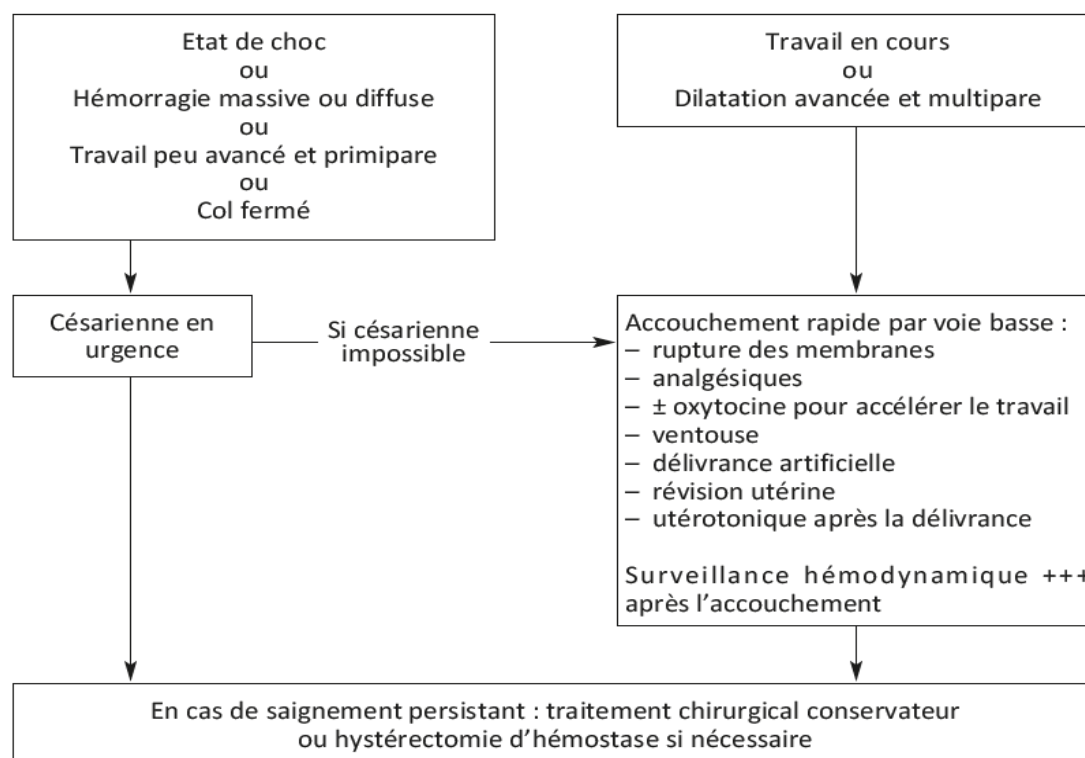 Etat de choc
ou
Hémorragie massive ou diffuse
ou
Travail peu avancé et primipare
ou
Col fermé
Travail en cours
ou
Dilatation avancée et multipare
Césarienne en
urgence
Si césarienne
impossible
Accouchement rapide par voie basse :
– rupture des membranes
– analgésiques
– ± oxytocine pour accélérer le travail
– ventouse
– délivrance artificielle
– révision utérine
– utérotonique après la délivrance
Surveillance hémodynamique +++
après l’accouchement
En cas de saignement persistant : traitement chirurgical conservateur
ou hystérectomie d’hémostase si nécessaire